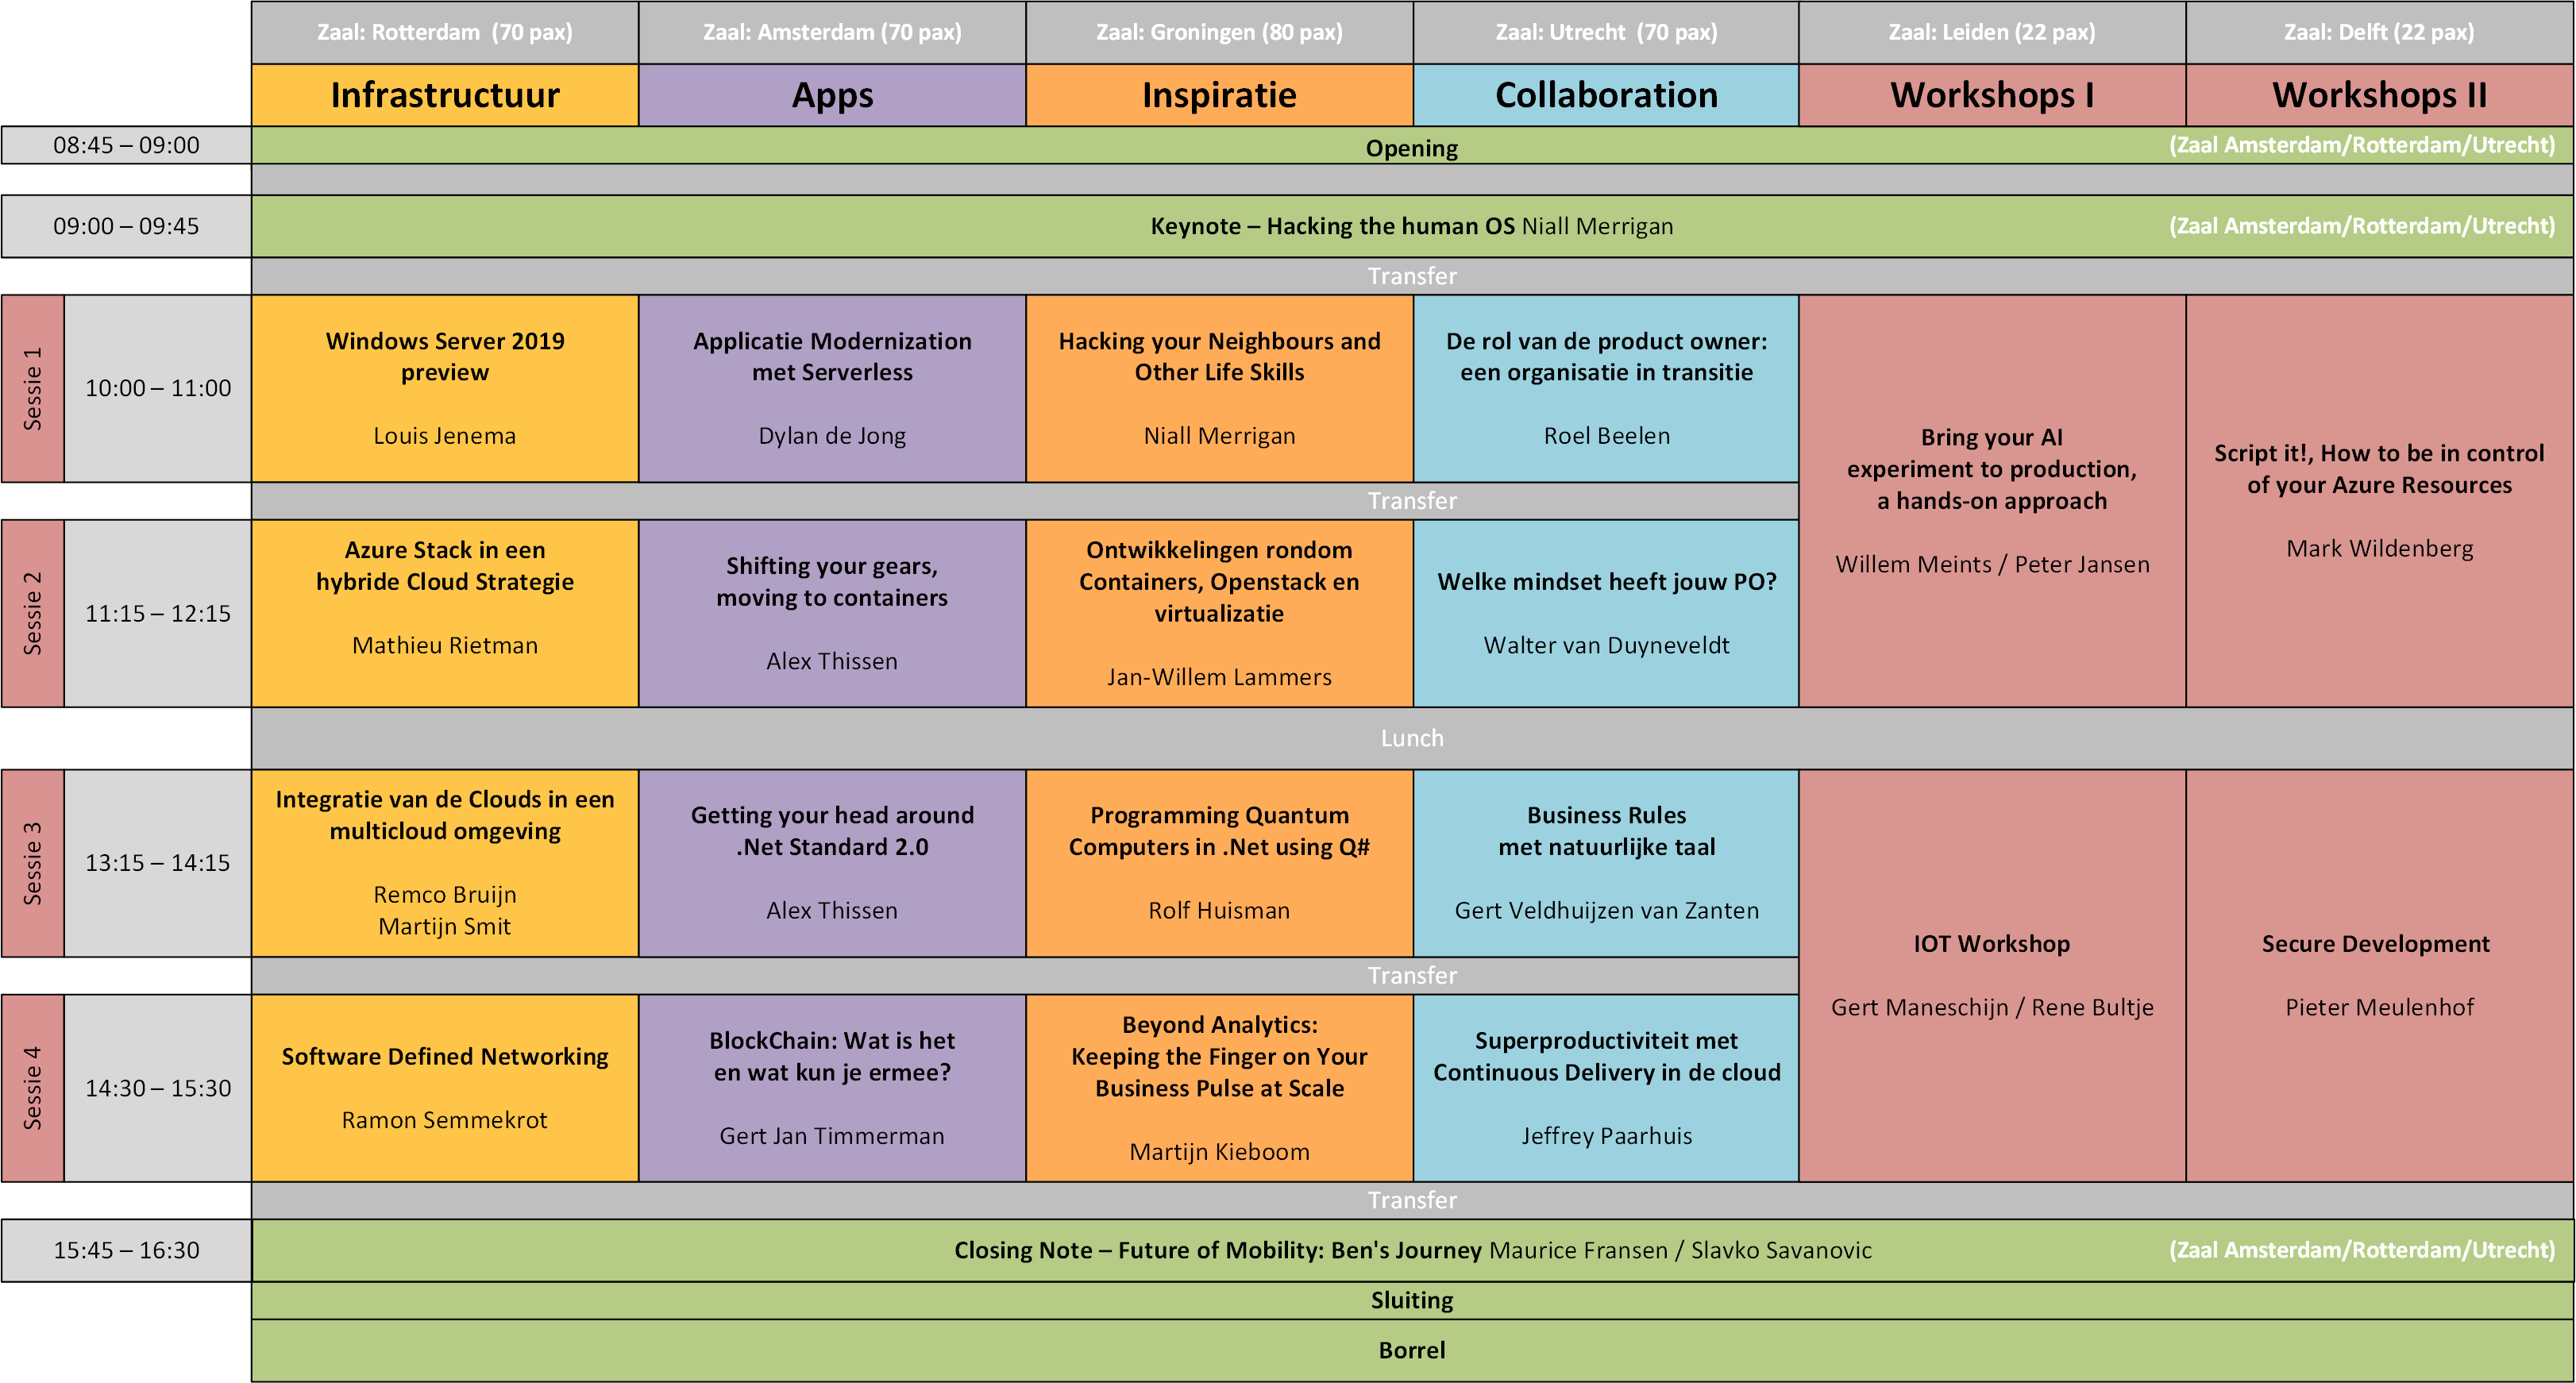 Zaal: Rotterdam (70 pax)
Zaal: Amsterdam (70 pax)
Zaal: Groningen (80 pax)
Zaal: Utrecht (70 pax)
Zaal: Leiden (22 pax)
Zaal: Delft (22 pax)
Infrastructuur
Apps
Inspiratie
Collaboration
Workshops I
Workshops II
08:45 – 09:00
Opening
(Zaal Amsterdam/Rotterdam/Utrecht)
09:00 – 09:45
Keynote – Hacking the human OS Niall Merrigan
(Zaal Amsterdam/Rotterdam/Utrecht)
Transfer
Sessie 1
10:00 – 11:00
Windows Server 2019
preview
Louis Jenema
Applicatie Modernization
met Serverless
Dylan de Jong
Hacking your Neighbours and
Other Life Skills
Niall Merrigan
De rol van de product owner:
een organisatie in transitie
Roel Beelen
Bring your AI
experiment to production,
a hands-on approach
Willem Meints / Peter Jansen
Script it!, How to be in control
of your Azure Resources
Mark Wildenberg
Transfer
Sessie 2
11:15 – 12:15
Azure Stack in een
hybride Cloud Strategie
Mathieu Rietman
Shifting your gears,
moving to containers
Alex Thissen
Ontwikkelingen rondom
Containers, Openstack en
virtualizatie
Jan-Willem Lammers
Welke mindset heeft jouw PO?
Walter van Duyneveldt
Lunch
Sessie 3
13:15 – 14:15
Integratie van de Clouds in een
multicloud omgeving
Remco Bruijn
Martijn Smit
Getting your head around
.Net Standard 2.0
Alex Thissen
Programming Quantum
Computers in .Net using Q#
Rolf Huisman
Business Rules
met natuurlijke taal
Gert Veldhuijzen van Zanten
IOT Workshop
Gert Maneschijn / Rene Bultje
Secure Development
Pieter Meulenhof
Transfer
Sessie 4
14:30 – 15:30
Software Defined Networking
Ramon Semmekrot
BlockChain: Wat is het
en wat kun je ermee?
Gert Jan Timmerman
Beyond Analytics:
Keeping the Finger on Your
Business Pulse at Scale
Martijn Kieboom
Superproductiviteit met
Continuous Delivery in de cloud
Jeffrey Paarhuis
Transfer
15:45 – 16:30
Closing Note – Future of Mobility: Ben's Journey Maurice Fransen / Slavko Savanovic
(Zaal Amsterdam/Rotterdam/Utrecht)
Sluiting
Borrel